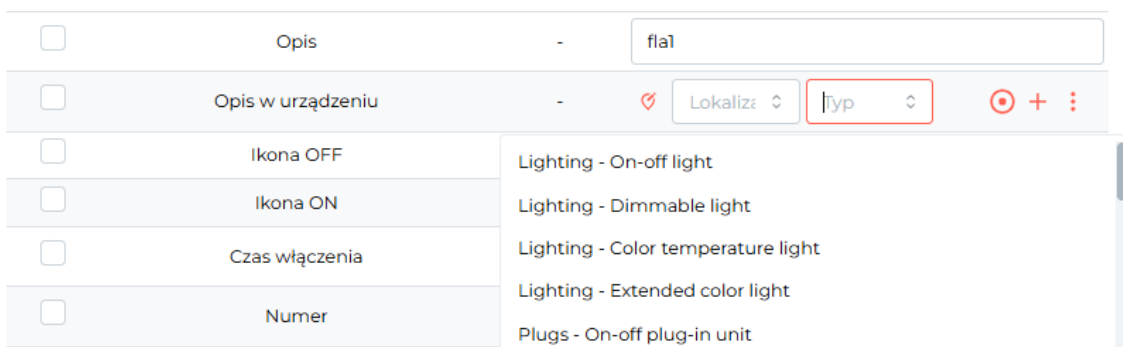 Opis - fla1
Opis w urządzeniu - Lokaliza Typ
Ikona OFF
Lighting - On-off light
Ikona ON
Lighting - Dimmable light
Czas włączenia
Lighting - Color temperature light
Lighting - Extended color light
Numer
Plugs - On-off plug-in unit